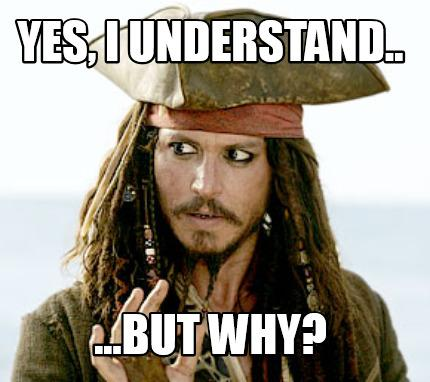 YES, I UNDERSTAND..
...BUT WHY?